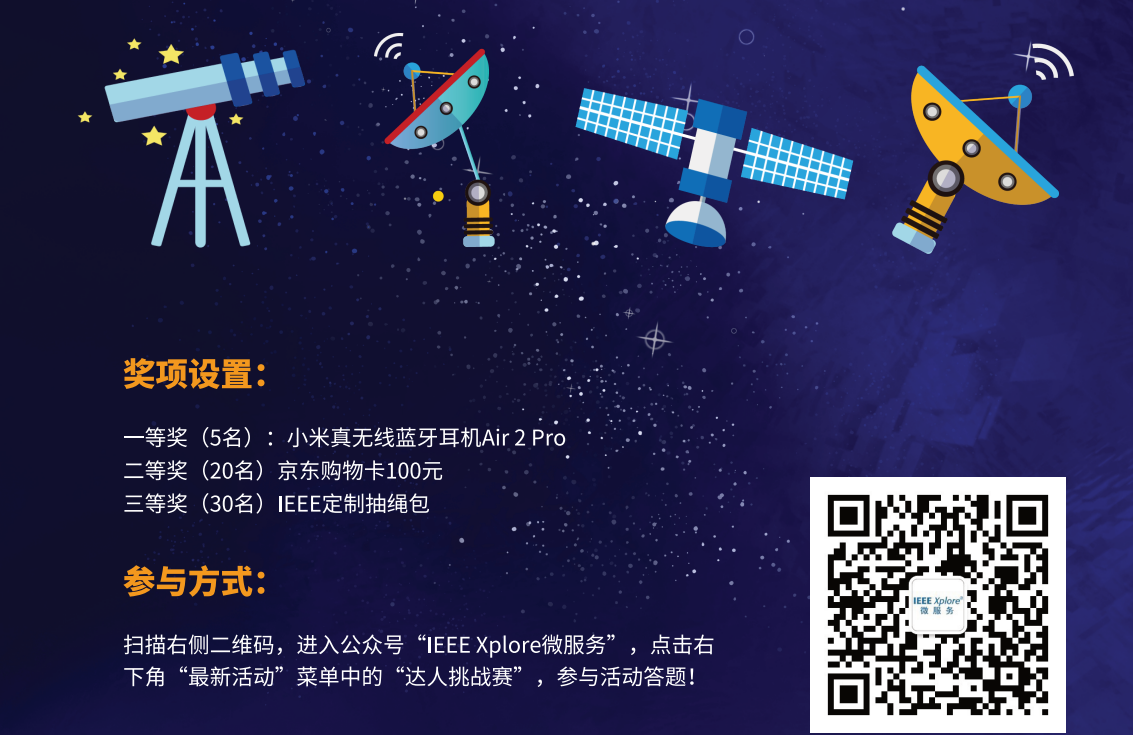 奖项设置：
一等奖（5名）：小米真无线蓝牙耳机Air 2 Pro
二等奖（20名）京东购物卡100元
三等奖（30名）IEEE定制抽绳包
参与方式：
扫描右侧二维码，进入公众号“IEEE Xplore微服务”，点击右
下角“最新活动”菜单中的“达人挑战赛”，参与活动答题！
IEEE Xplore®
微服务